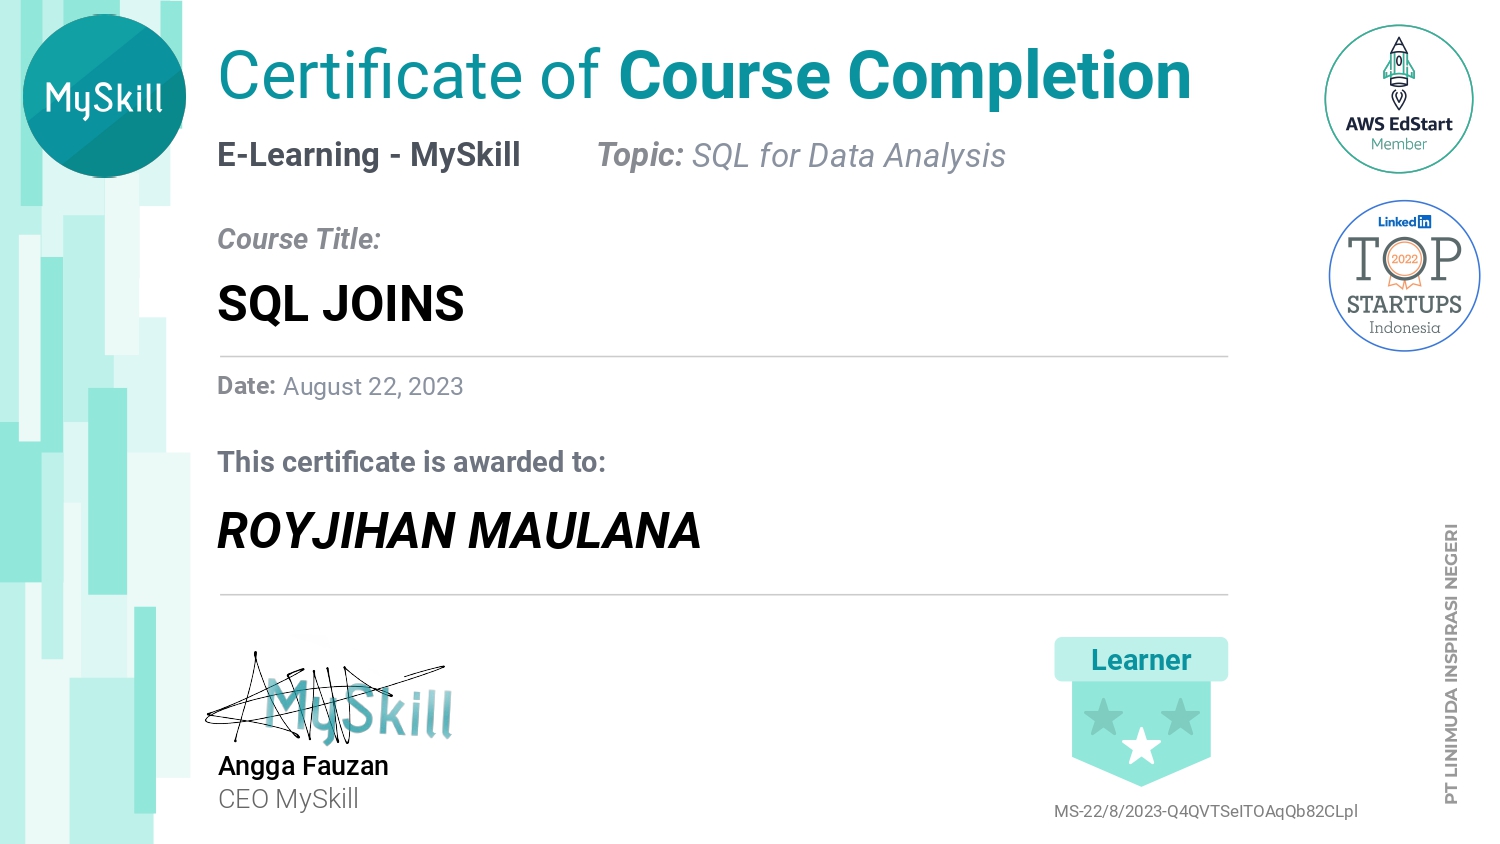 MySkill
Certificate of Course Completion
E-Learning - MySkill
Topic: SQL for Data Analysis
AWS EdStart
Member
Course Title:
SQL JOINS
Linked in
TOP
2022
STARTUPS
Indonesia
Date: August 22, 2023
This certificate is awarded to:
ROYJIHAN MAULANA
MySkill
Angga Fauzan
CEO MySkill
Learner
MS-22/8/2023-Q4QVTSelTOAqQb82CLpl
PT LINIMUDA INSPIRASI NEGERI